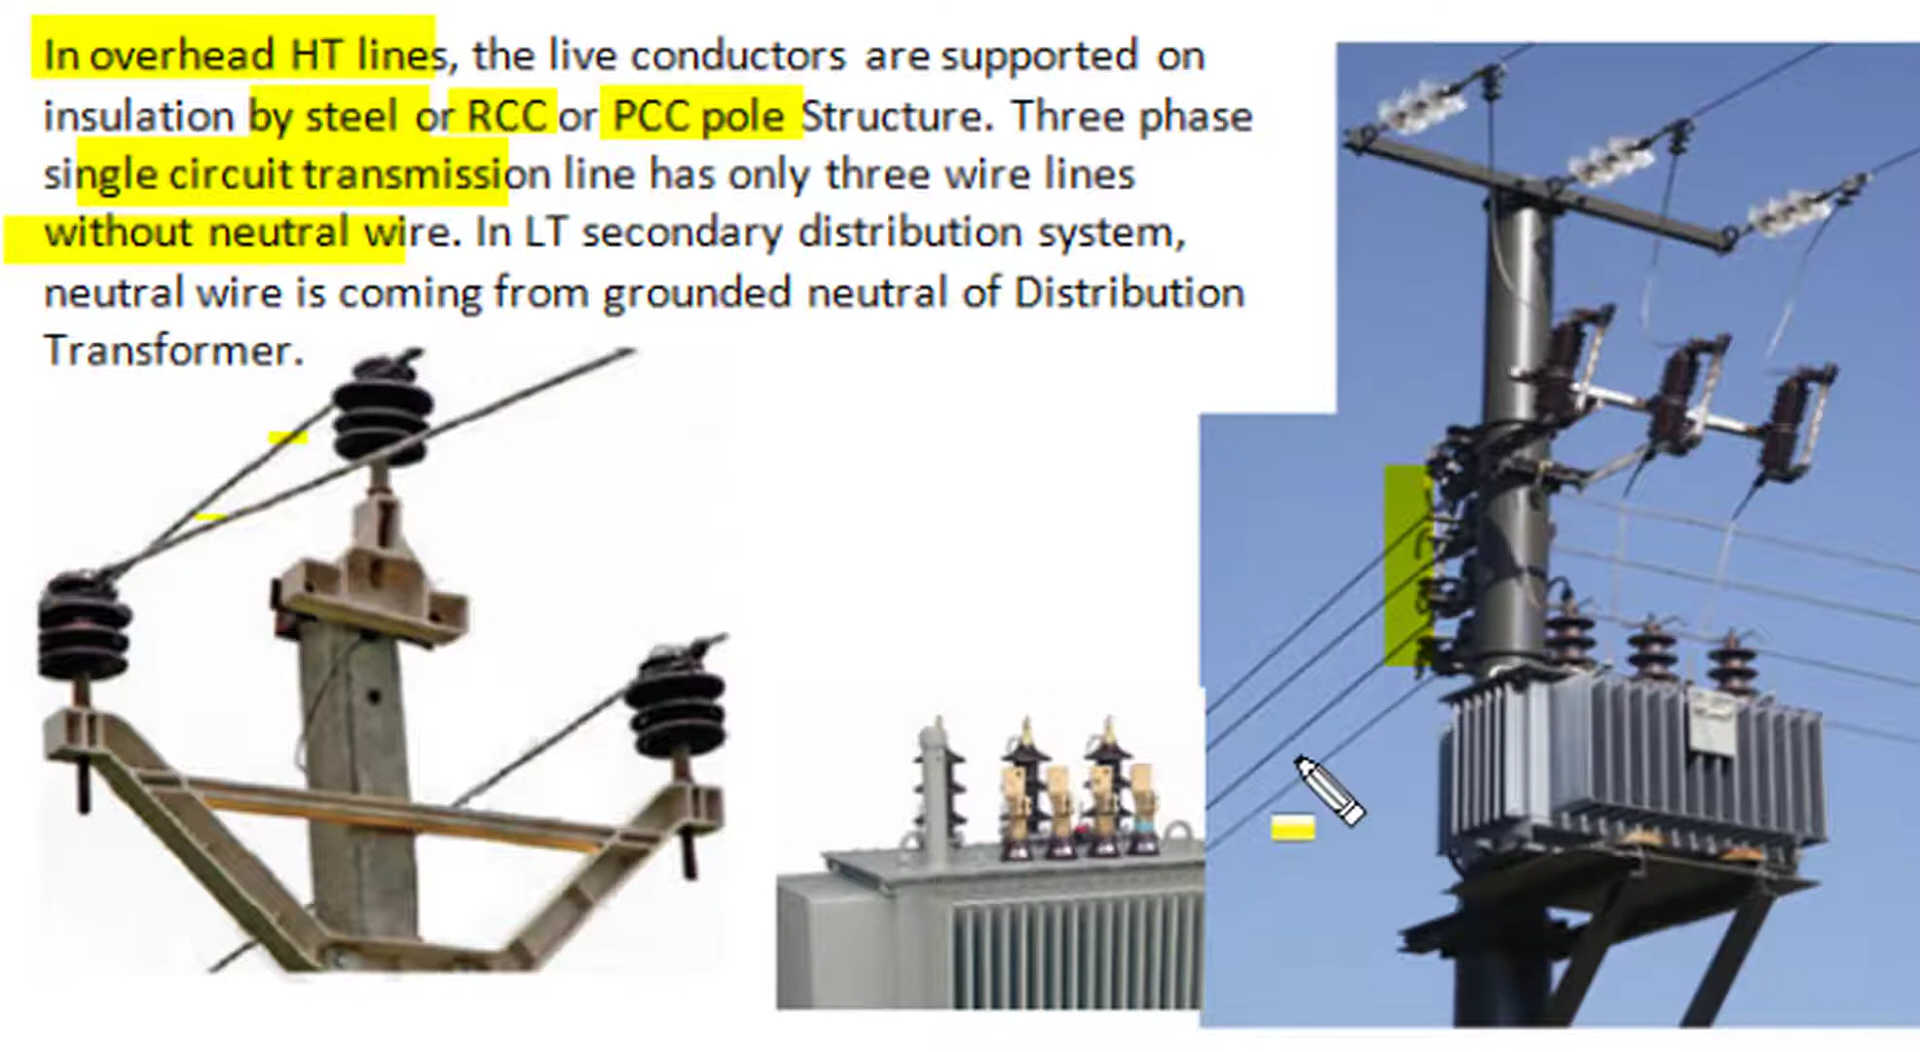 In overhead HT lines, the live conductors are supported on
insulation by steel or RCC or PCC pole Structure. Three phase
single circuit transmission line has only three wire lines
without neutral wire. In LT secondary distribution system,
neutral wire is coming from grounded neutral of Distribution
Transformer.